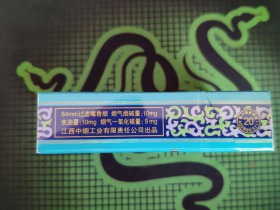 84mm过滤嘴香烟 烟气烟碱量:10mg
焦油量:10mg 烟气一氧化碳量:9mg
江西中烟工业有限责任公司出品
20